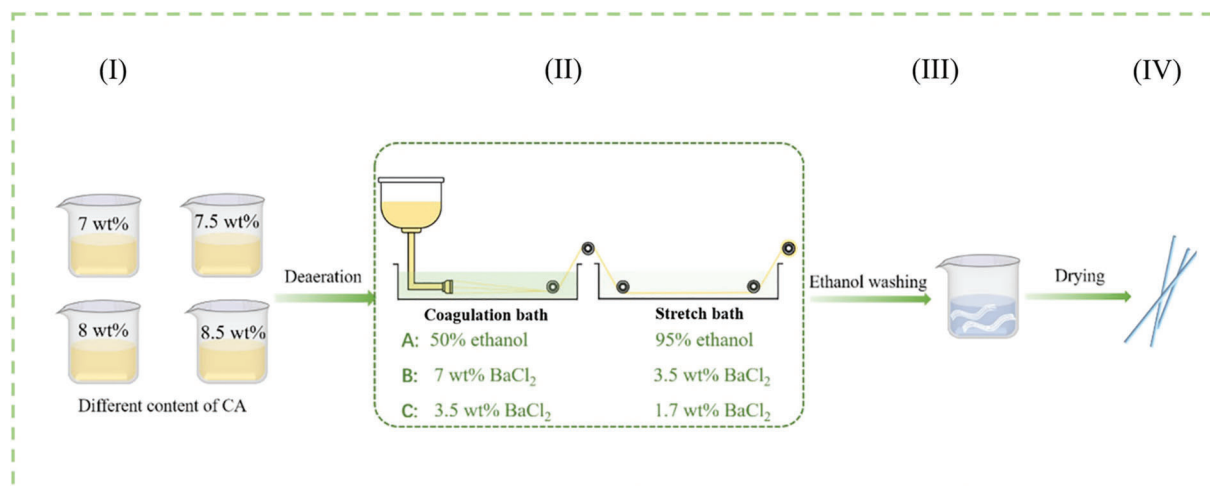 (I)
(II)
(III)
(IV)
7 wt%
7.5 wt%
8 wt%
8.5 wt%
Different content of CA
Deaeration
Coagulation bath
Stretch bath
A: 50% ethanol
95% ethanol
B: 7 wt% BaCl₂
3.5 wt% BaCl₂
C: 3.5 wt% BaCl₂
1.7 wt% BaCl₂
Ethanol washing
Drying